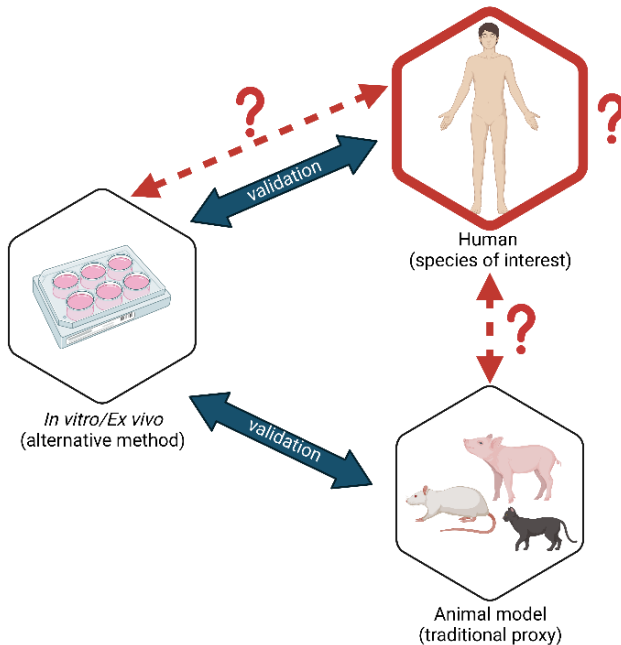 ?
?
validation
Human
(species of interest)
?
In vitro/Ex vivo
(alternative method)
validation
Animal model
(traditional proxy)